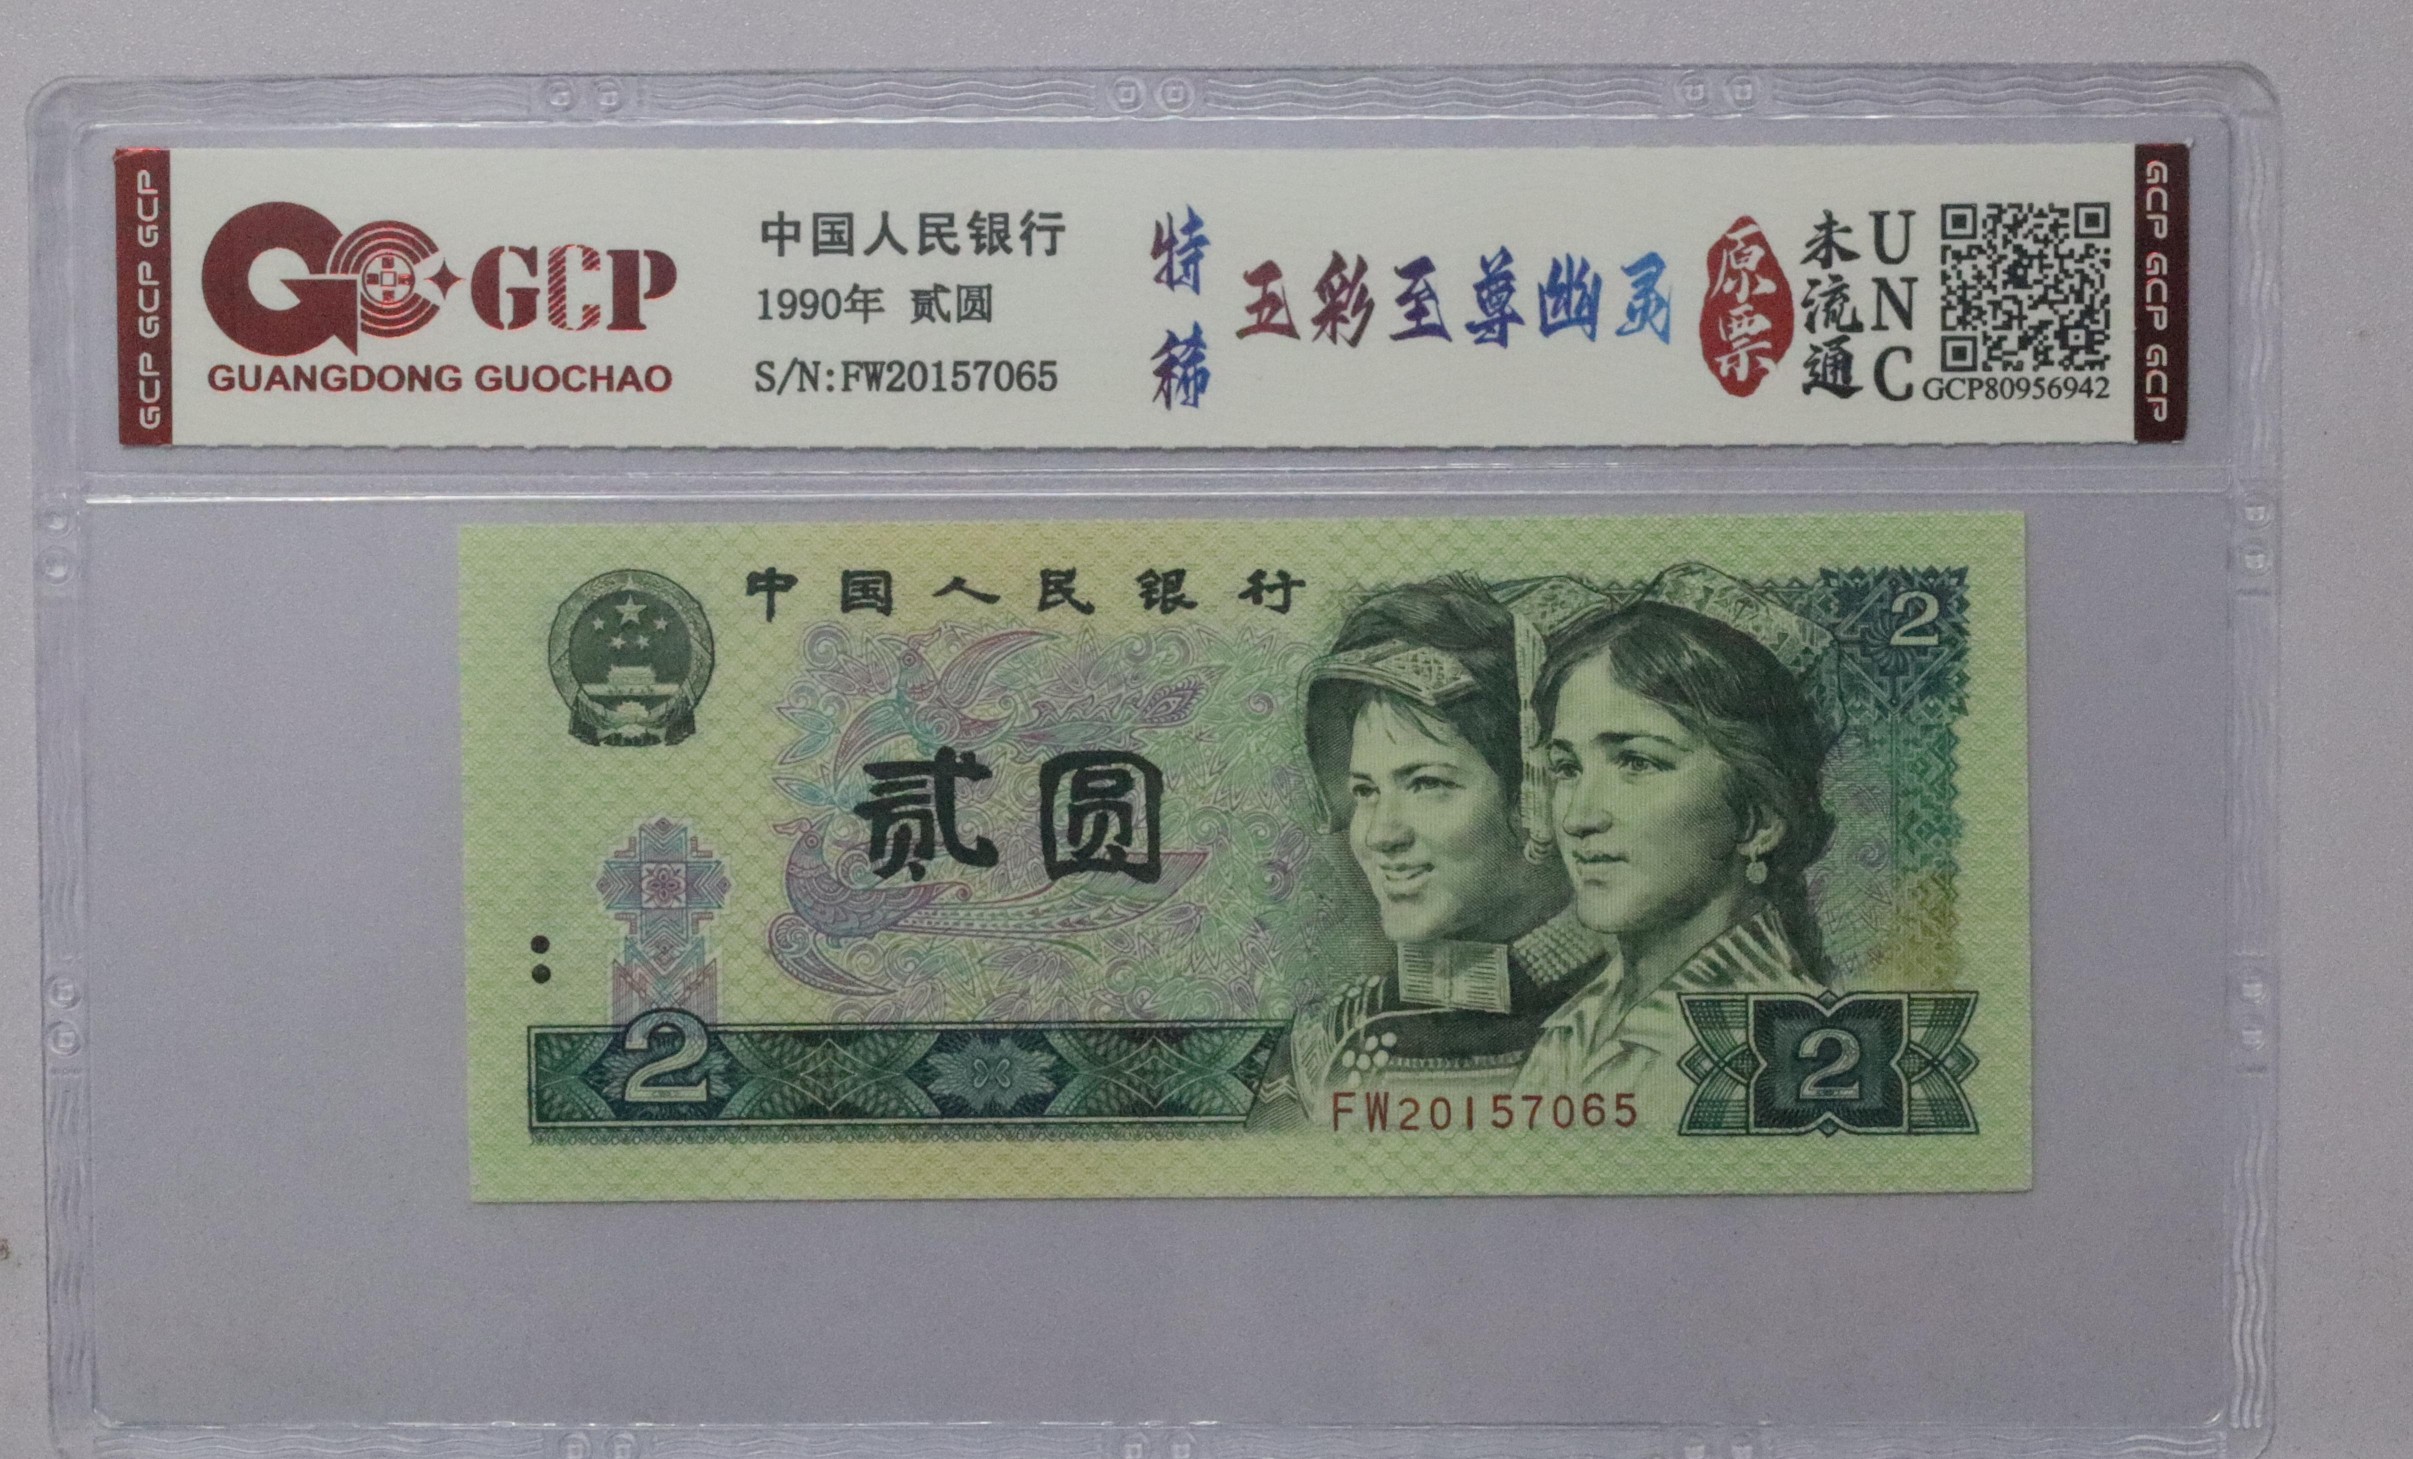 GCP GCP GCP
GCP
GUANGDONG GUOCHAO
中国人民银行
1990年 贰圆
S/N:FW20157065
特稀
五彩至尊幽灵
原票
未流通
UNC
GCP80956942
GCP GCP GCP
中国人民银行
2
贰圆
2
FW20157065
2